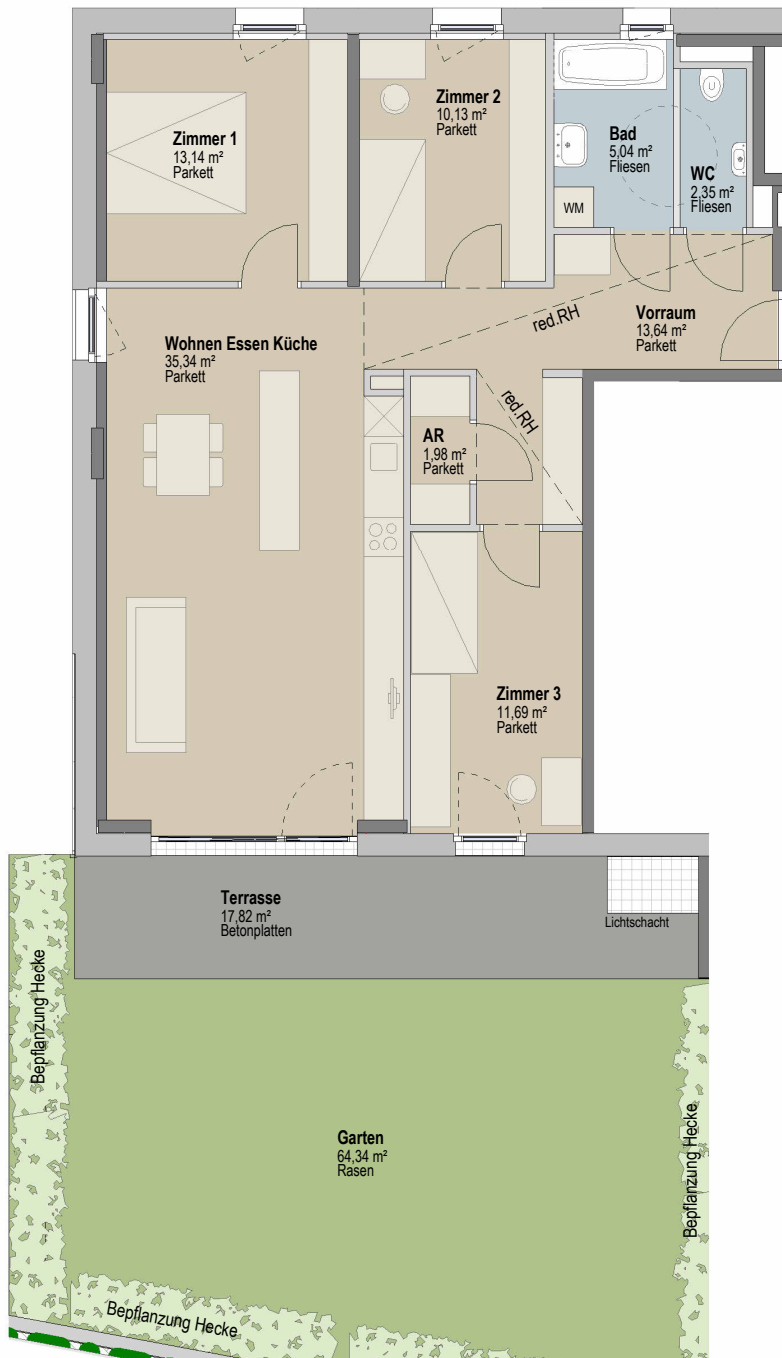 Zimmer 1
13,14 m²
Parkett
Zimmer 2
10,13 m²
Parkett
Bad
5,04 m²
Fliesen
WC
2,35 m²
Fliesen
WM
Wohnen Essen Küche
35,34 m²
Parkett
red.RH
Vorraum
13,64 m²
Parkett
red.RH
AR
1,98 m²
Parkett
Zimmer 3
11,69 m²
Parkett
Terrasse
17,82 m²
Betonplatten
Lichtschacht
Bepflanzung Hecke
Garten
64,34 m²
Rasen
Bepflanzung Hecke
Bepflanzung Hecke